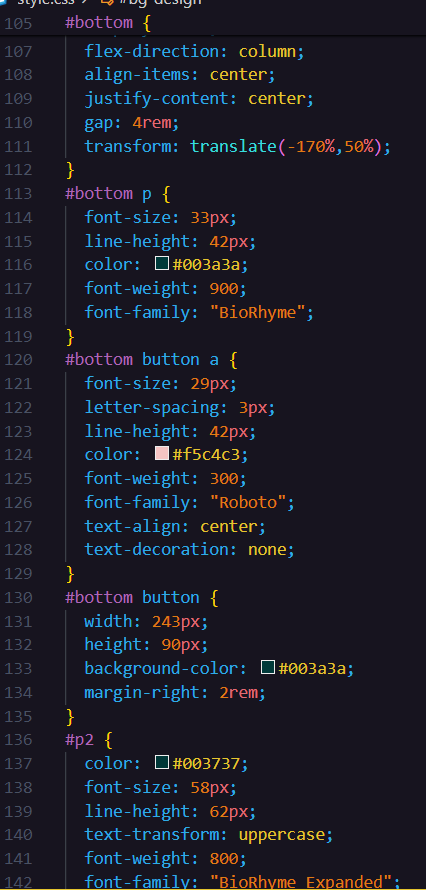 style.css > #bg-design
105 #bottom {
107 flex-direction: column;
108 align-items: center;
109 justify-content: center;
110 gap: 4rem;
111 transform: translate(-170%,50%);
112 }
113 #bottom p {
114 font-size: 33px;
115 line-height: 42px;
116 color: #003a3a;
117 font-weight: 900;
118 font-family: "BioRhyme";
119 }
120 #bottom button a {
121 font-size: 29px;
122 letter-spacing: 3px;
123 line-height: 42px;
124 color: #f5c4c3;
125 font-weight: 300;
126 font-family: "Roboto";
127 text-align: center;
128 text-decoration: none;
129 }
130 #bottom button {
131 width: 243px;
132 height: 90px;
133 background-color: #003a3a;
134 margin-right: 2rem;
135 }
136 #p2 {
137 color: #003737;
138 font-size: 58px;
139 line-height: 62px;
140 text-transform: uppercase;
141 font-weight: 800;
142 font-family: "BioRhyme Expanded";